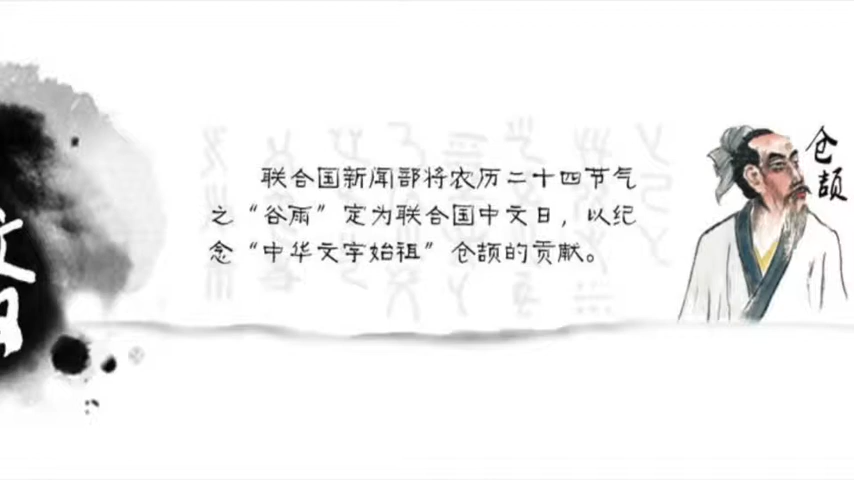 联合国新闻部将农历二十四节气
之“谷雨”定为联合国中文日，以纪
念“中华文字始祖”仓颉的贡献。
仓颉
文
日